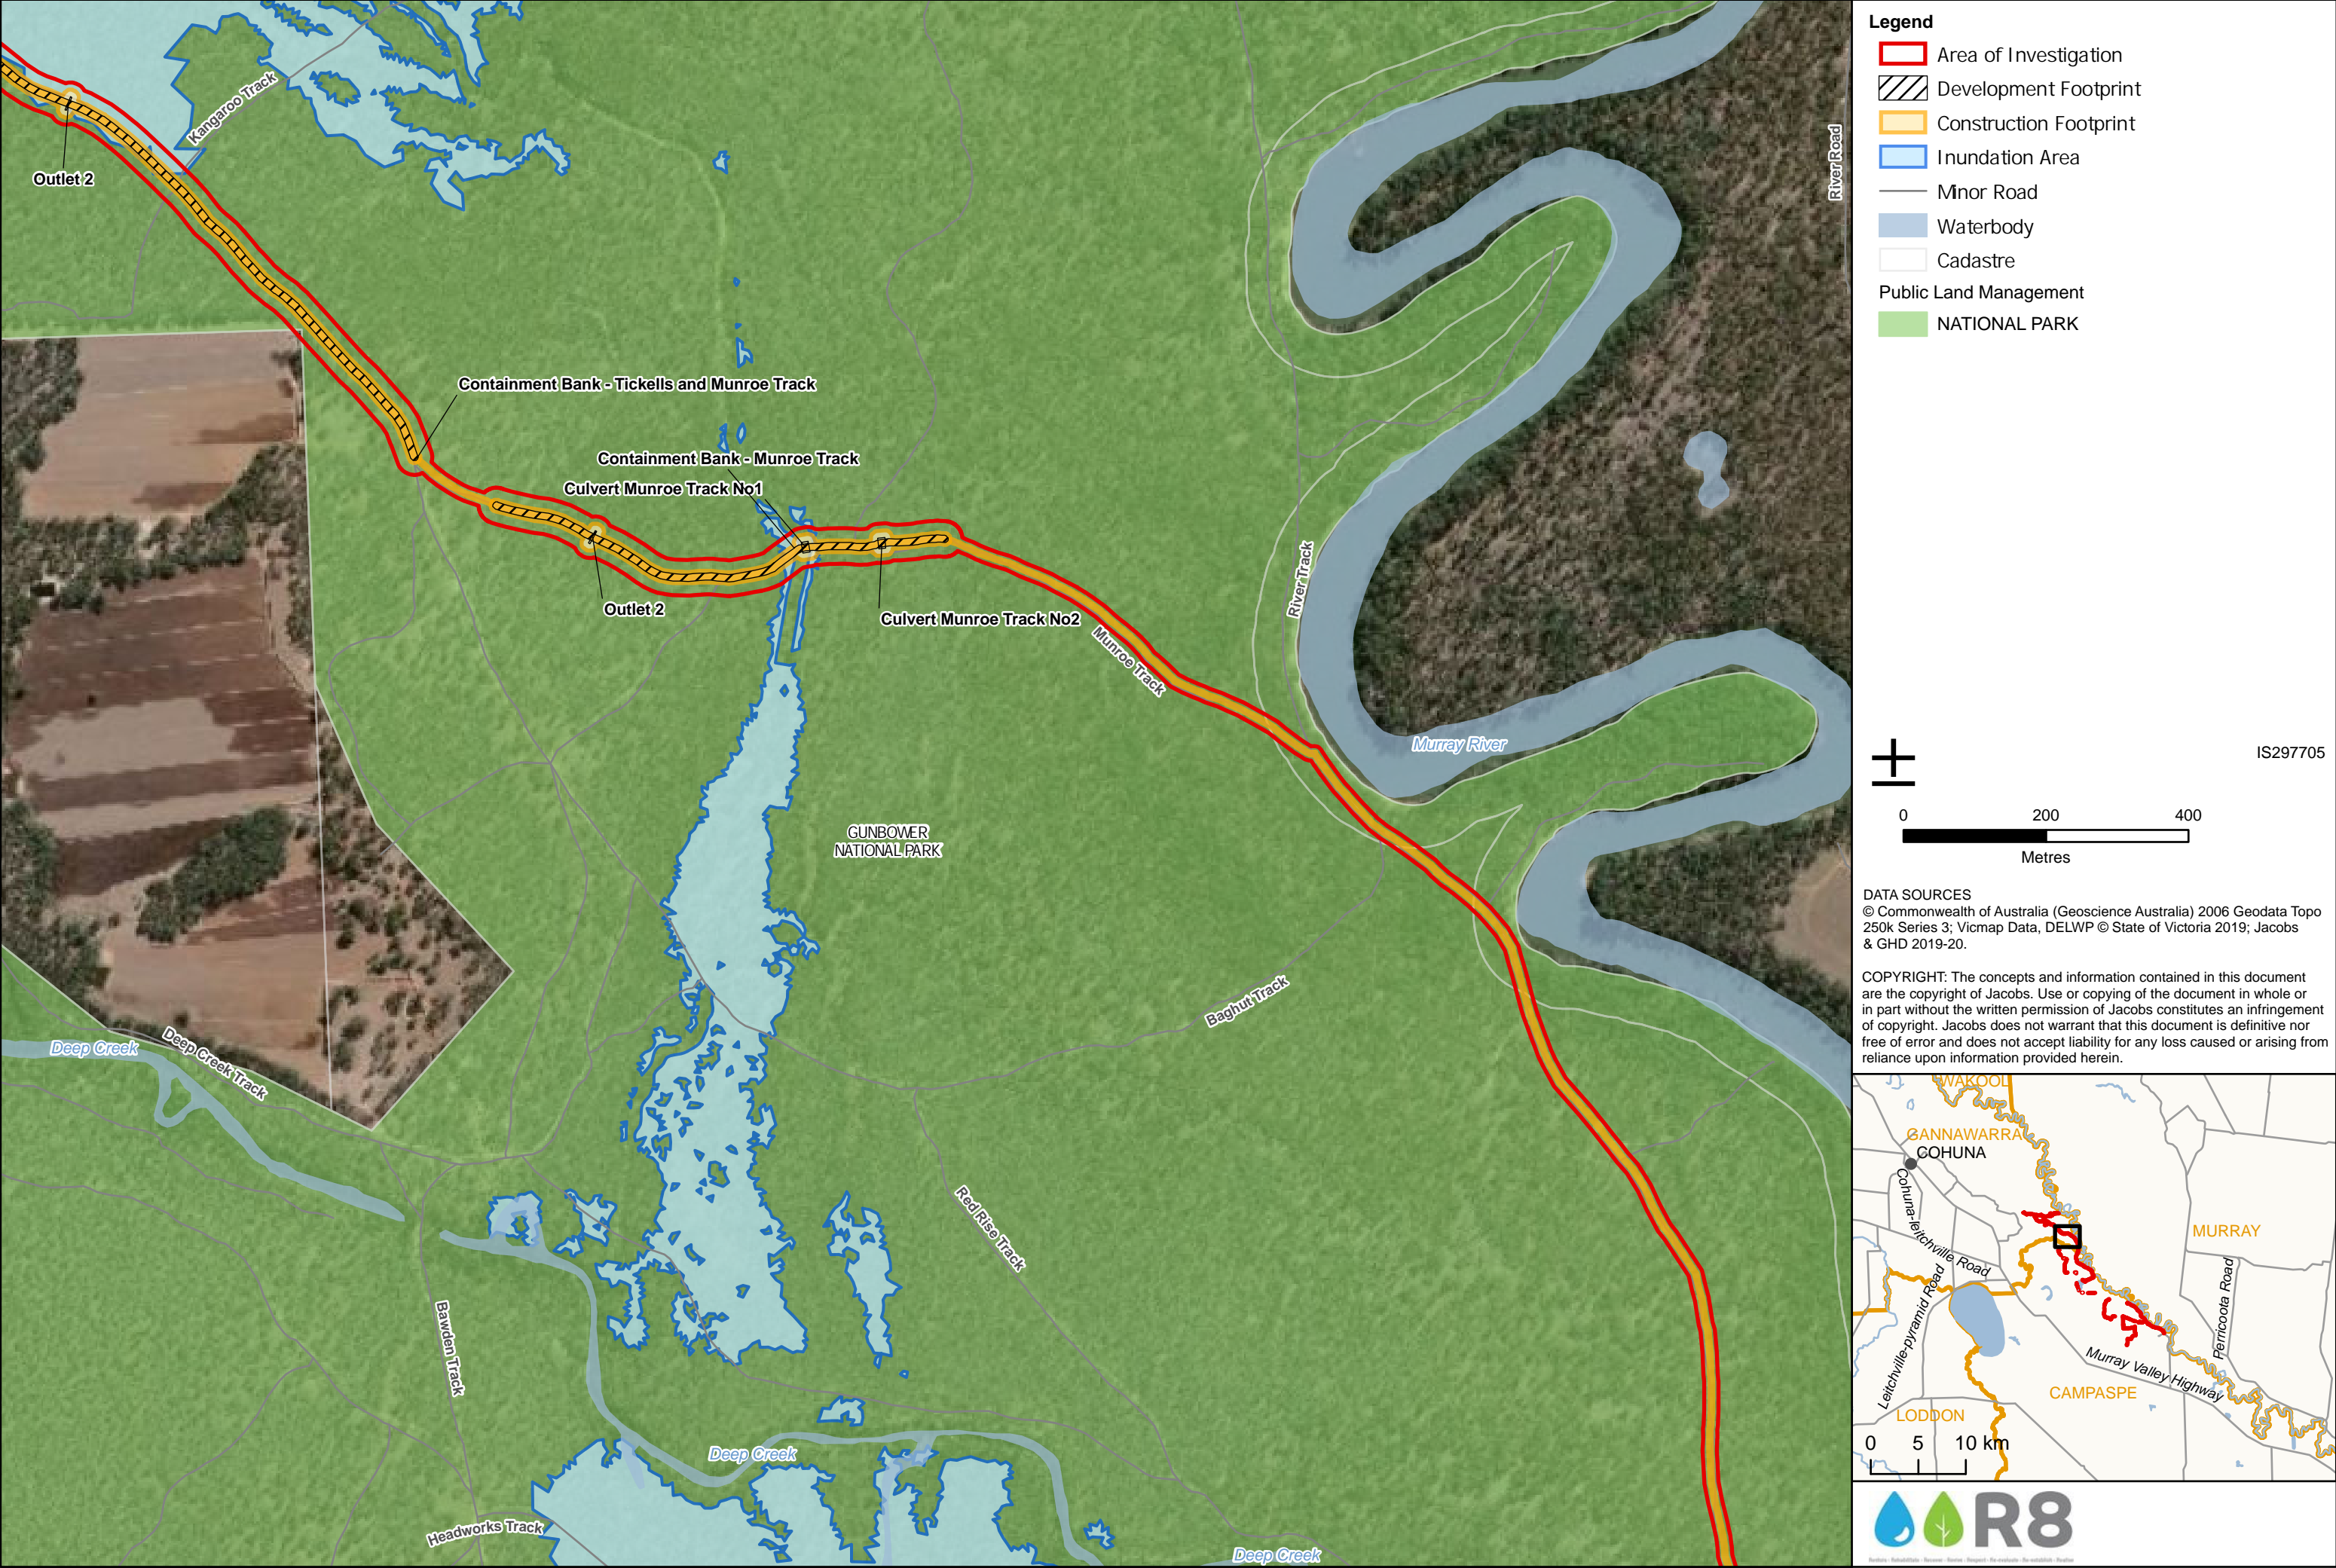 Kangaroo Track
Outlet 2
Containment Bank - Tickells and Munroe Track
Containment Bank - Munroe Track
Culvert Munroe Track No1
Outlet 2
Culvert Munroe Track No2
Munroe Track
River Track
River Road
Murray River
GUNBOWER
NATIONAL PARK
Baghut Track
Deep Creek
Deep Creek Track
Red Rise Track
Bawden Track
Deep Creek
Headworks Track
Deep Creek
Legend
Area of Investigation
Development Footprint
Construction Footprint
Inundation Area
Minor Road
Waterbody
Cadastre
Public Land Management
NATIONAL PARK
IS297705
0 200 400
Metres
DATA SOURCES
© Commonwealth of Australia (Geoscience Australia) 2006 Geodata Topo
250k Series 3; Vicmap Data, DELWP © State of Victoria 2019; Jacobs
& GHD 2019-20.
COPYRIGHT: The concepts and information contained in this document
are the copyright of Jacobs. Use or copying of the document in whole or
in part without the written permission of Jacobs constitutes an infringement
of copyright. Jacobs does not warrant that this document is definitive nor
free of error and does not accept liability for any loss caused or arising from
reliance upon information provided herein.
WAKOOL
GANNAWARRA
COHUNA
Cohuna-leitchville Road
MURRAY
Leitchville-pyramid Road
Perricoota Road
Murray Valley Highway
CAMPASPE
LODDON
0 5 10 km
R8